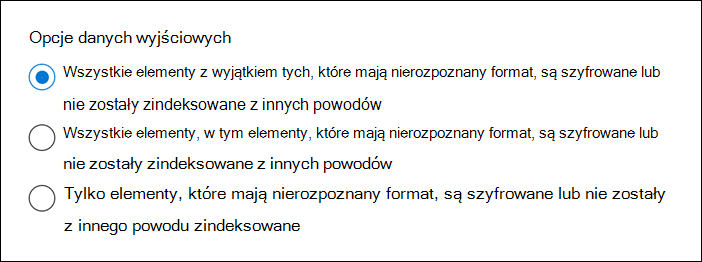 Opcje danych wyjściowych
Wszystkie elementy z wyjątkiem tych, które mają nierozpoznany format, są szyfrowane lub
nie zostały zindeksowane z innych powodów
Wszystkie elementy, w tym elementy, które mają nierozpoznany format, są szyfrowane lub
nie zostały zindeksowane z innych powodów
Tylko elementy, które mają nierozpoznany format, są szyfrowane lub nie zostały
z innego powodu zindeksowane